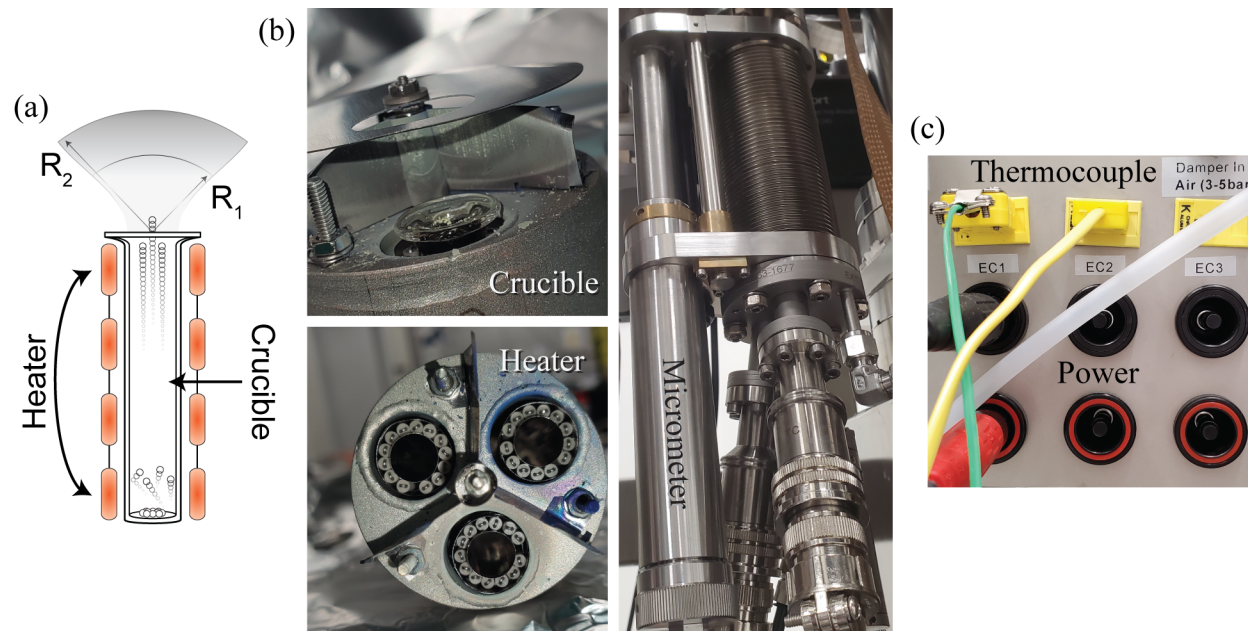 (a)
R2
R1
Heater
Crucible
(b)
Crucible
Heater
Micrometer
(c)
Thermocouple
Damper In
Air (3-5bar
K
EC1
EC2
EC3
Power